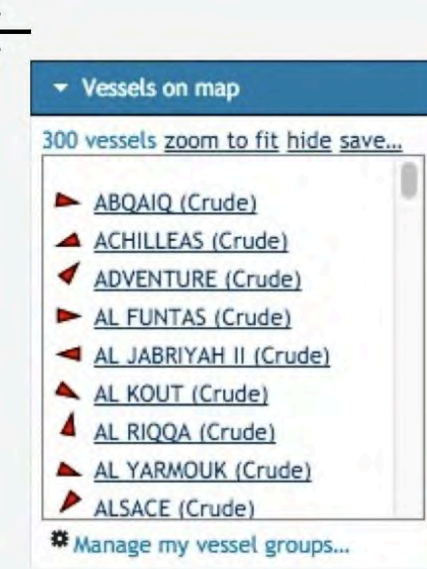 Vessels on map
300 vessels zoom to fit hide save...
ABQAIQ (Crude)
ACHILLEAS (Crude)
ADVENTURE (Crude)
AL FUNTAS (Crude)
AL JABRIYAH II (Crude)
AL KOUT (Crude)
AL RIQQA (Crude)
AL YARMOUK (Crude)
ALSACE (Crude)
Manage my vessel groups...